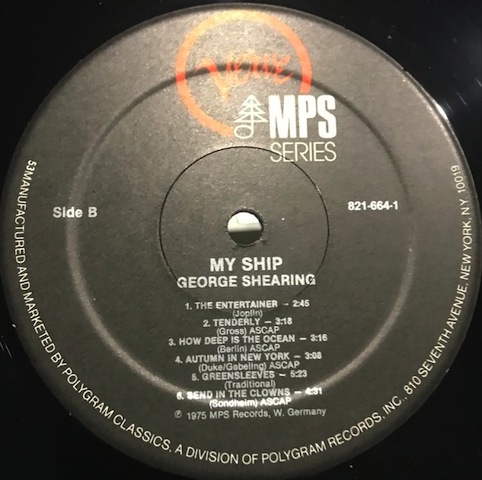 Verve
MPS
SERIES
Side B
821-664-1
MY SHIP
GEORGE SHEARING
1. THE ENTERTAINER – 2:45
(Joplin)
2. TENDERLY – 3:18
(Gross) ASCAP
3. HOW DEEP IS THE OCEAN – 3:16
(Berlin) ASCAP
4. AUTUMN IN NEW YORK – 3:08
(Duke/Gebeling) ASCAP
5. GREENSLEEVES – 5:23
(Traditional)
6. SEND IN THE CLOWNS – 4:31
(Sondheim) ASCAP
℗ 1975 MPS Records, W. Germany
53MANUFACTURED AND MARKETED BY POLYGRAM CLASSICS, A DIVISION OF POLYGRAM RECORDS, INC., 810 SEVENTH AVENUE, NEW YORK, N.Y. 10019